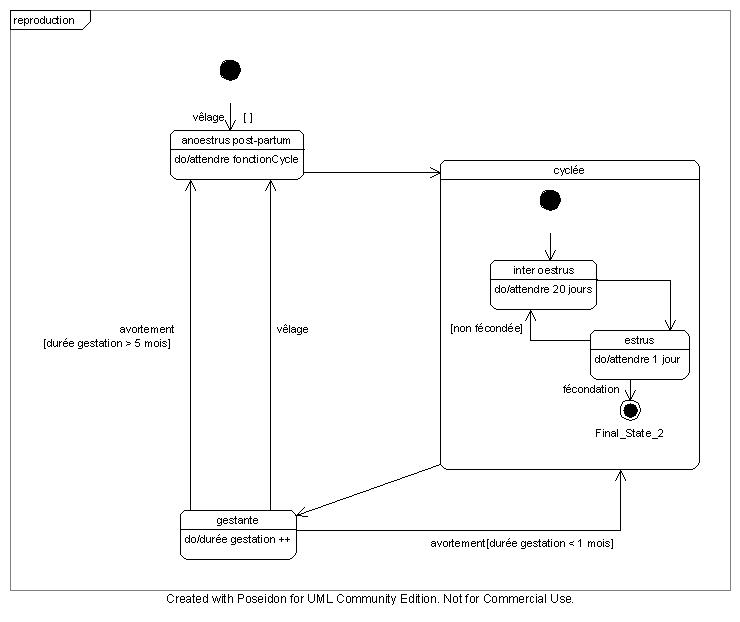 reproduction
vêlage [ ]
anoestrus post-partum
do/attendre fonctionCycle
cyclée
inter oestrus
do/attendre 20 jours
[non fécondée]
estrus
do/attendre 1 jour
avortement
[durée gestation > 5 mois]
vêlage
fécondation
Final_State_2
gestante
do/durée gestation ++
avortement[durée gestation < 1 mois]
Created with Poseidon for UML Community Edition. Not for Commercial Use.